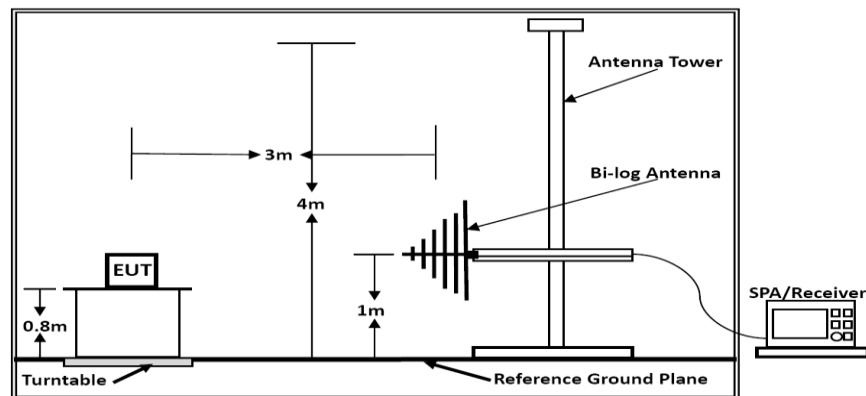 Antenna Tower
3m
Bi-log Antenna
4m
EUT
1m
SPA/Receiver
0.8m
Turntable
Reference Ground Plane